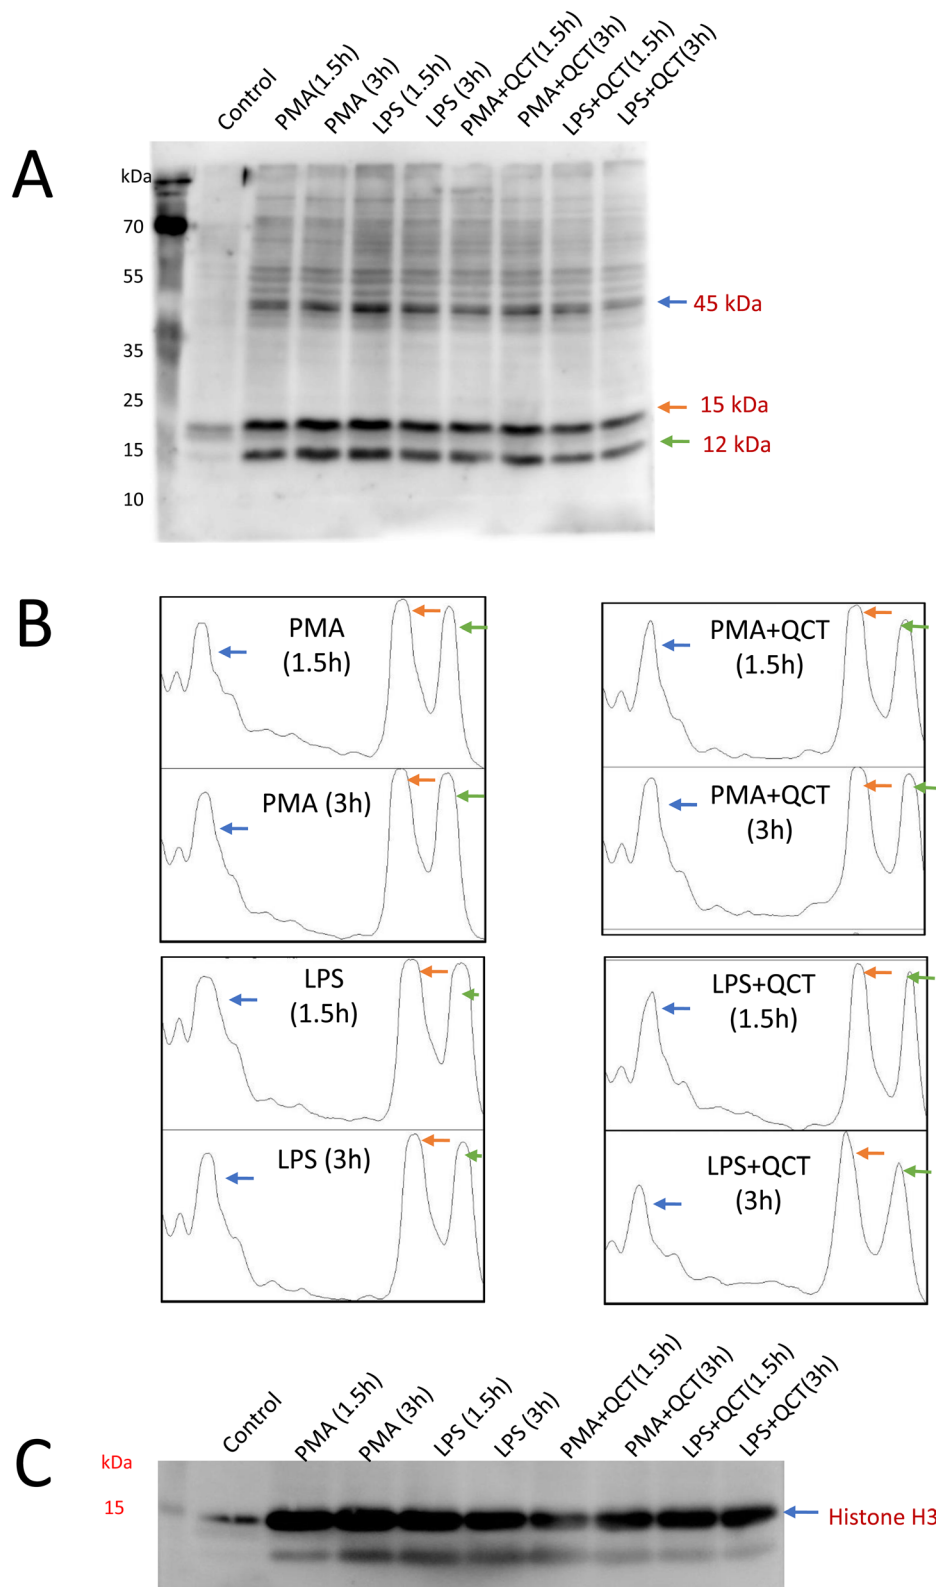 Control
PMA(1.5h)
PMA (3h)
LPS (1.5h)
LPS (3h)
PMA+QCT(1.5h)
PMA+QCT(3h)
LPS+QCT(1.5h)
LPS+QCT(3h)
A
kDa
70
55
45 kDa
35
25
15 kDa
12 kDa
15
10
B
PMA
(1.5h)
PMA+QCT
(1.5h)
PMA (3h)
PMA+QCT
(3h)
LPS
(1.5h)
LPS+QCT
(1.5h)
LPS (3h)
LPS+QCT
(3h)
Control
PMA (1.5h)
PMA (3h)
LPS (1.5h)
LPS (3h)
PMA+QCT(1.5h)
PMA+QCT(3h)
LPS+QCT(1.5h)
LPS+QCT(3h)
C
kDa
15
Histone H3